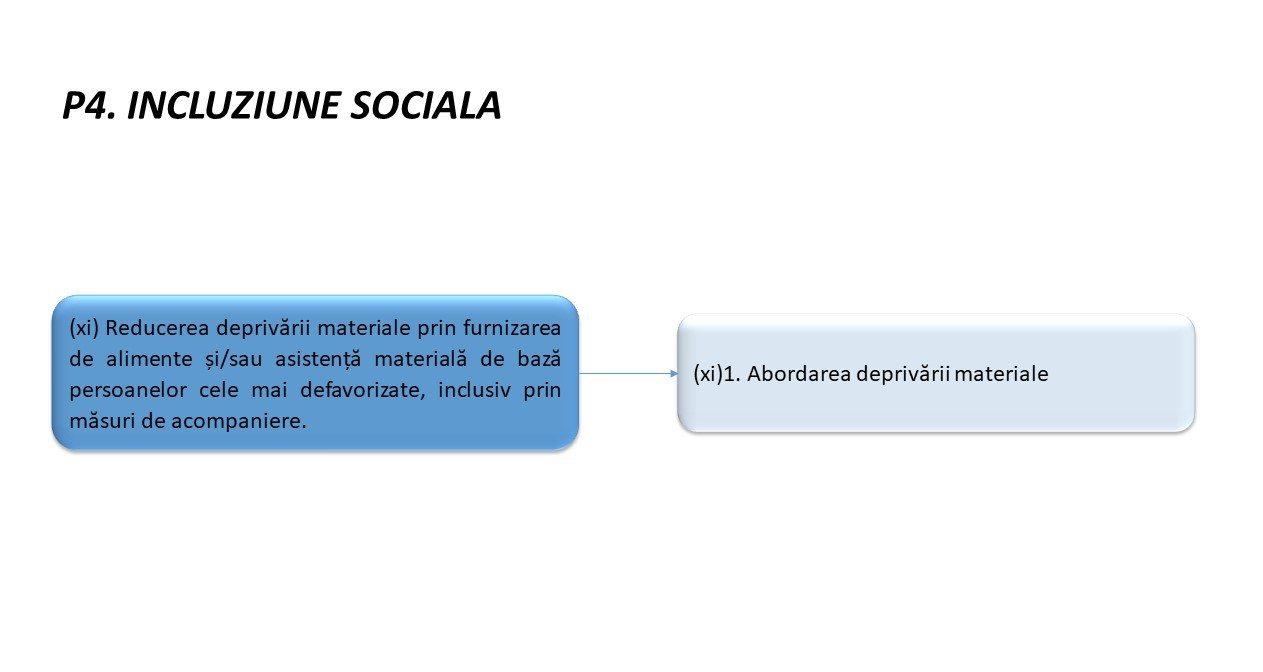 P4. INCLUZIUNE SOCIALA
(xi) Reducerea deprivării materiale prin furnizarea
de alimente și/sau asistență materială de bază
persoanelor cele mai defavorizate, inclusiv prin
măsuri de acompaniere.
(xi)1. Abordarea deprivării materiale